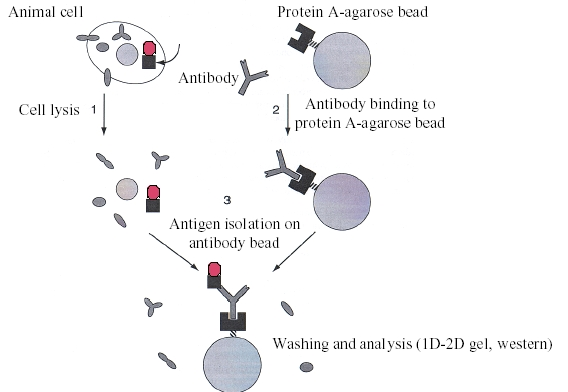 Animal cell
Protein A-agarose bead
Antibody
Cell lysis 1
2 Antibody binding to
protein A-agarose bead
3
Antigen isolation on
antibody bead
Washing and analysis (1D-2D gel, western)